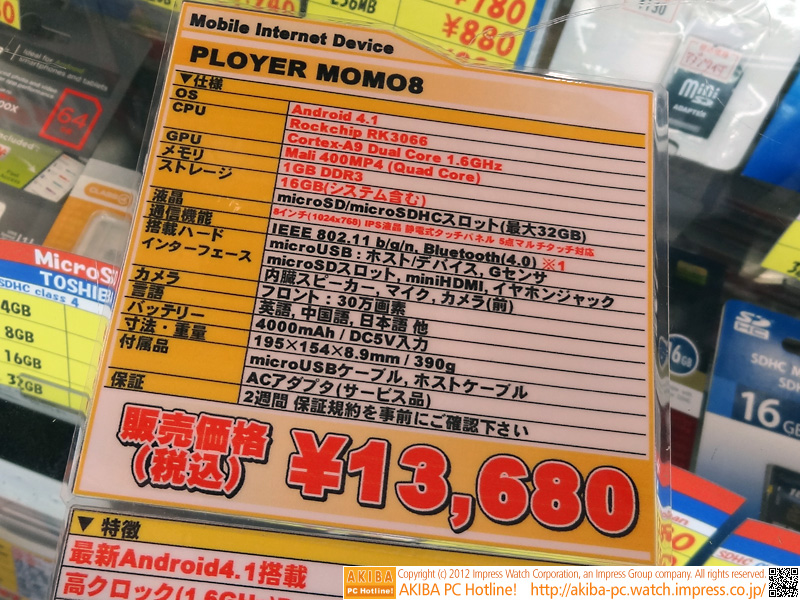 Mobile Internet Device
PLOYER MOMO8
▼仕様
OS Android 4.1
CPU Rockchip RK3066
Cortex-A9 Dual Core 1.6GHz
GPU Mali 400MP4 (Quad Core)
メモリ 1GB DDR3
ストレージ 16GB(システム含む)
microSD/microSDHCスロット(最大32GB)
液晶 8インチ(1024x768) IPS液晶 静電式タッチパネル 5点マルチタッチ対応
通信機能 IEEE 802.11 b/g/n, Bluetooth(4.0) ※1
搭載ハード microUSB:ホスト/デバイス, Gセンサ
インターフェース microSDスロット, miniHDMI, イヤホンジャック
内臓スピーカー, マイク, カメラ(前)
カメラ フロント:30万画素
言語 英語, 中国語, 日本語 他
バッテリー 4000mAh / DC5V入力
寸法・重量 195×154×8.9mm / 390g
付属品 microUSBケーブル, ホストケーブル
ACアダプタ(サービス品)
保証 2週間 保証規約を事前にご確認下さい
販売価格
(税込) ¥13,680
▼ 特徴
最新Android4.1搭載
256MB
¥780
¥880
mini
ADAPTER
64
MicroS
TOSHIB
SDHC class 4
4GB
8GB
16GB
32GB
16GB
SDHC
AKIBA
PC Hotline!
Copyright (c) 2012 Impress Watch Corporation, an Impress Group company. All rights reserved.
AKIBA PC Hotline! http://akiba-pc.watch.impress.co.jp/